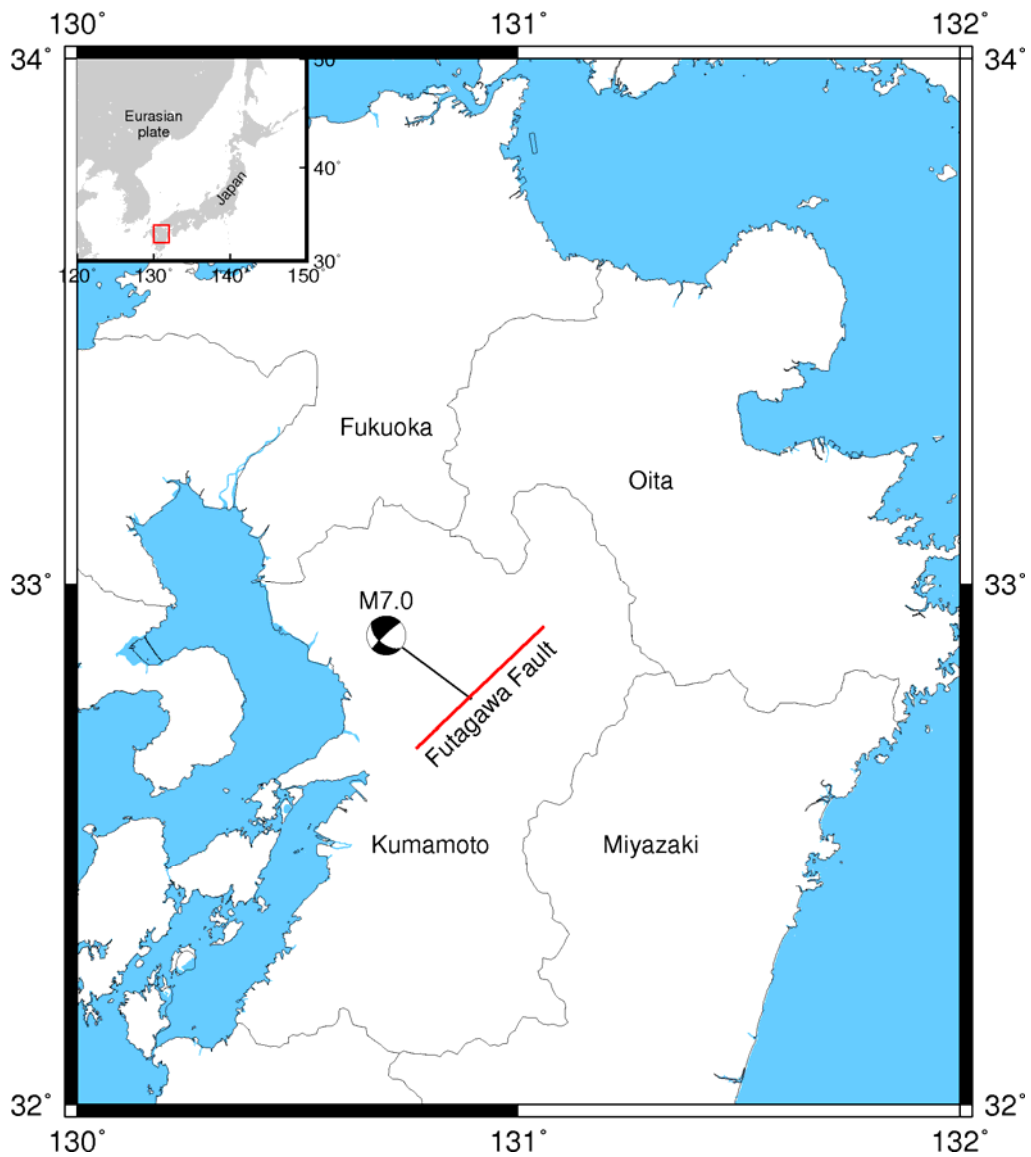 130˚
131˚
132˚
34˚
34˚
50˚
Eurasian
plate
40˚
Japan
30˚
120˚
130˚
140˚
150˚
Fukuoka
Oita
33˚
33˚
M7.0
Futagawa Fault
Kumamoto
Miyazaki
32˚
32˚
130˚
131˚
132˚